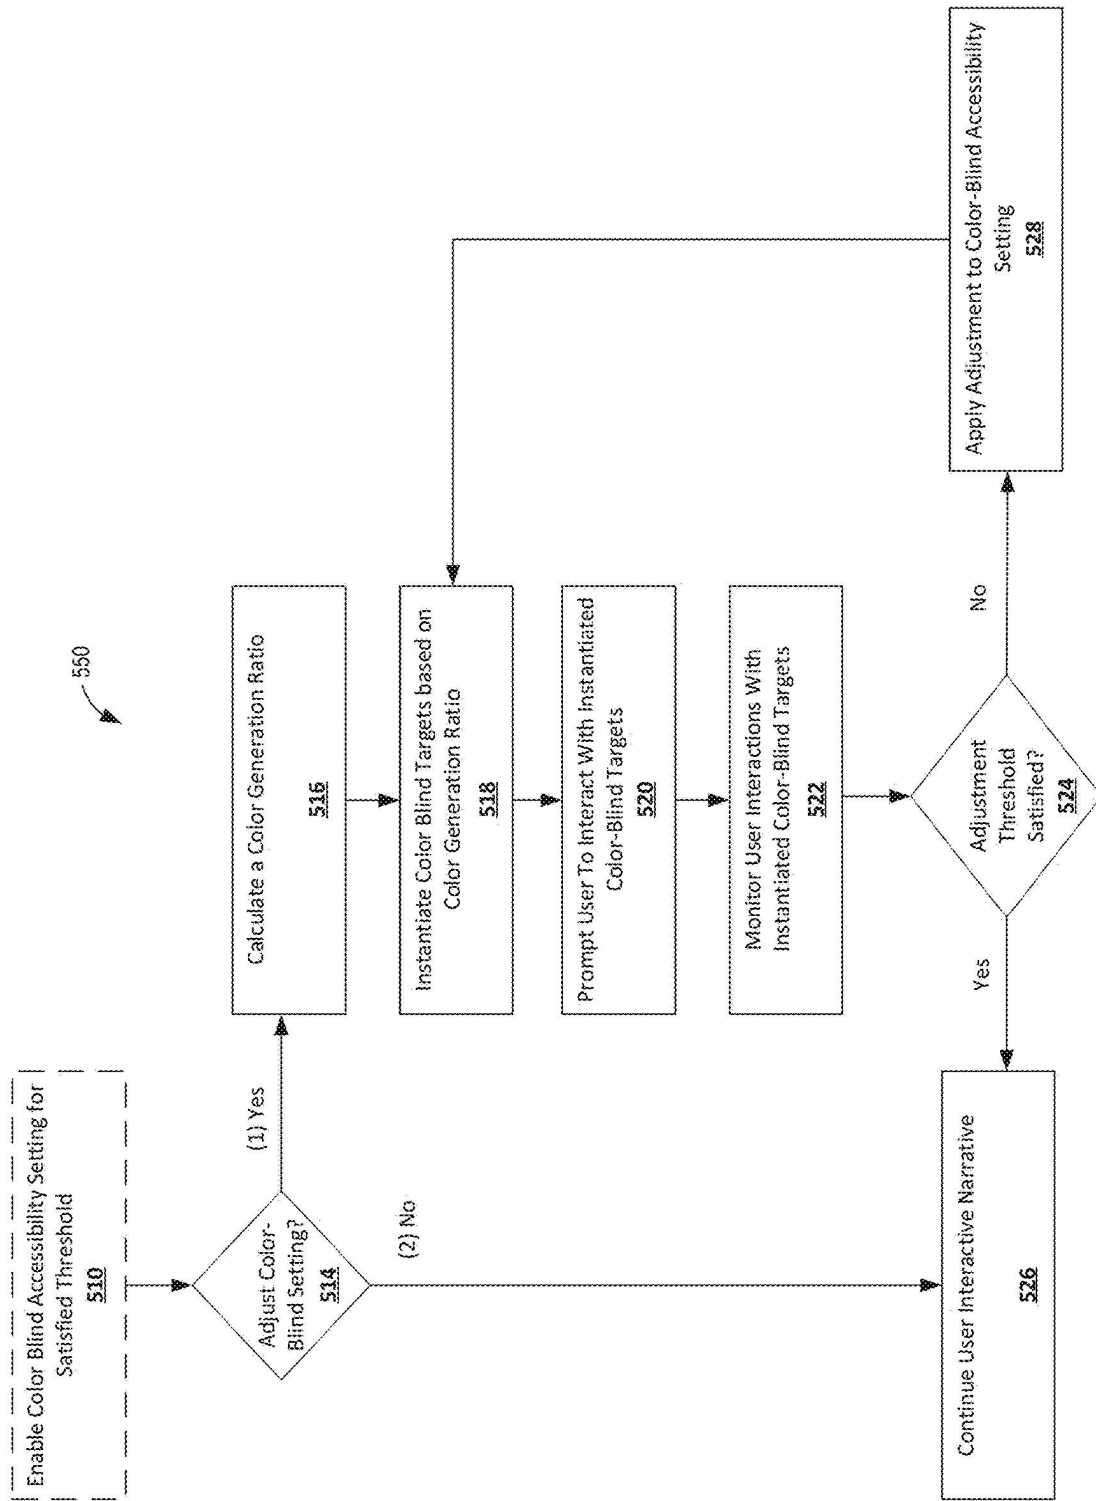 550
Enable Color Blind Accessibility Setting for
Satisfied Threshold
510
Adjust Color-
Blind Setting?
514
(1) Yes
(2) No
Calculate a Color Generation Ratio
516
Instantiate Color Blind Targets based on
Color Generation Ratio
518
Prompt User To Interact With Instantiated
Color-Blind Targets
520
Monitor User Interactions With
Instantiated Color-Blind Targets
522
Adjustment
Threshold
Satisfied?
524
Yes
No
Continue User Interactive Narrative
526
Apply Adjustment to Color-Blind Accessibility
Setting
528